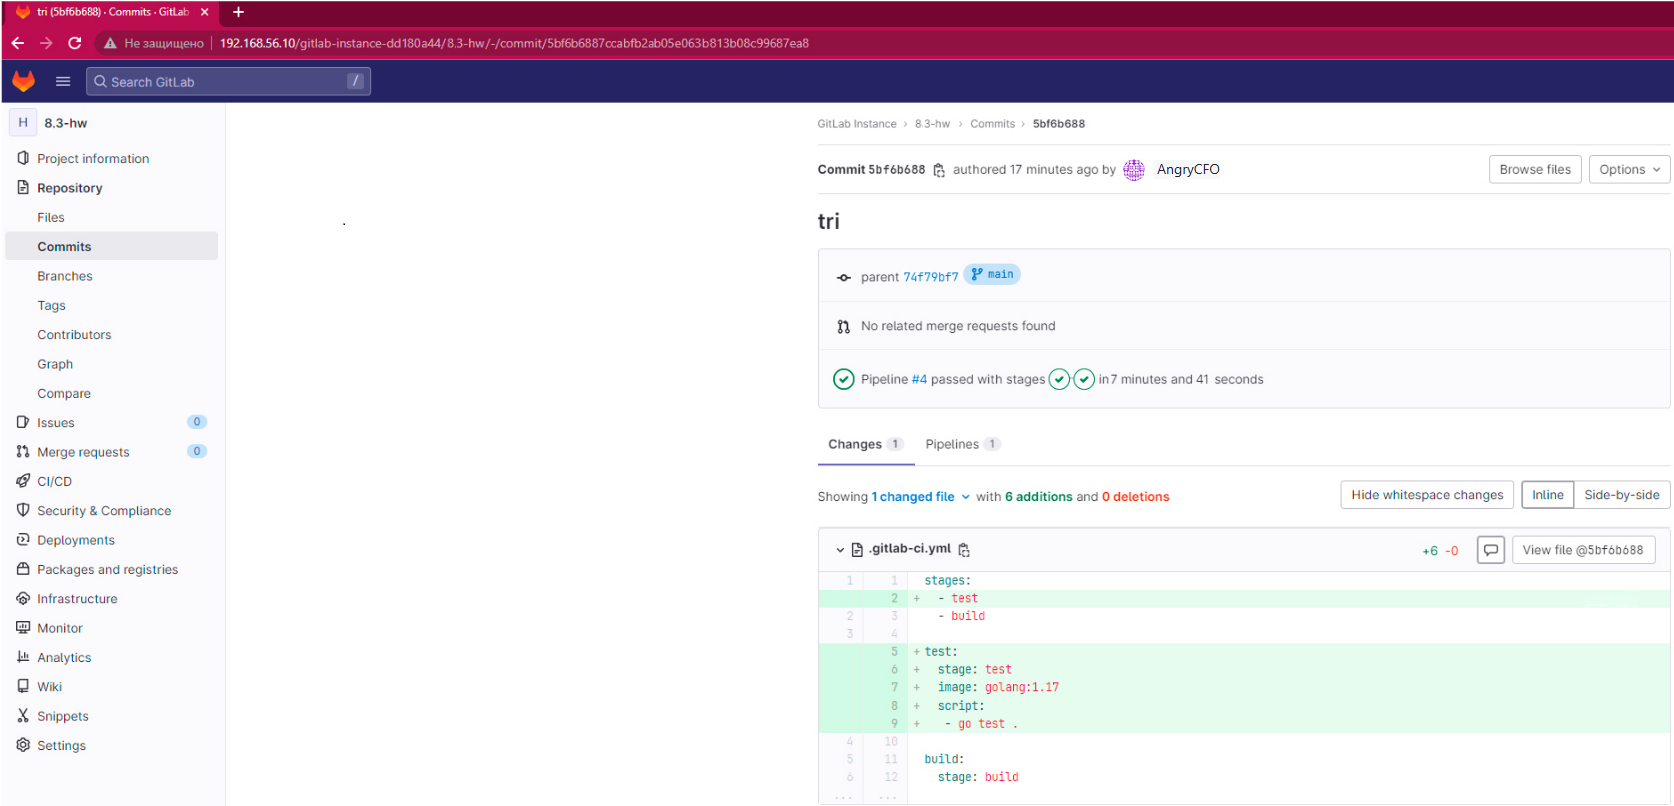 tri (5bf6b688) · Commits · GitLab
Не защищено 192.168.56.10/gitlab-instance-dd180a44/8.3-hw/-/commit/5bf6b6887ccabfb2ab05e063b813b08c99687ea8
Search GitLab /
H 8.3-hw
Project information
Repository
Files
Commits
Branches
Tags
Contributors
Graph
Compare
Issues 0
Merge requests 0
CI/CD
Security & Compliance
Deployments
Packages and registries
Infrastructure
Monitor
Analytics
Wiki
Snippets
Settings
GitLab Instance › 8.3-hw › Commits › 5bf6b688
Commit 5bf6b688 authored 17 minutes ago by AngryCFO
Browse files Options
tri
parent 74f79bf7 main
No related merge requests found
Pipeline #4 passed with stages in 7 minutes and 41 seconds
Changes 1 Pipelines 1
Showing 1 changed file with 6 additions and 0 deletions
Hide whitespace changes Inline Side-by-side
.gitlab-ci.yml
+6 -0 View file @5bf6b688
1 1 stages:
2 + - test
2 3 - build
3 4
5 + test:
6 + stage: test
7 + image: golang:1.17
8 + script:
9 + - go test .
4 10
5 11 build:
6 12 stage: build
... ...